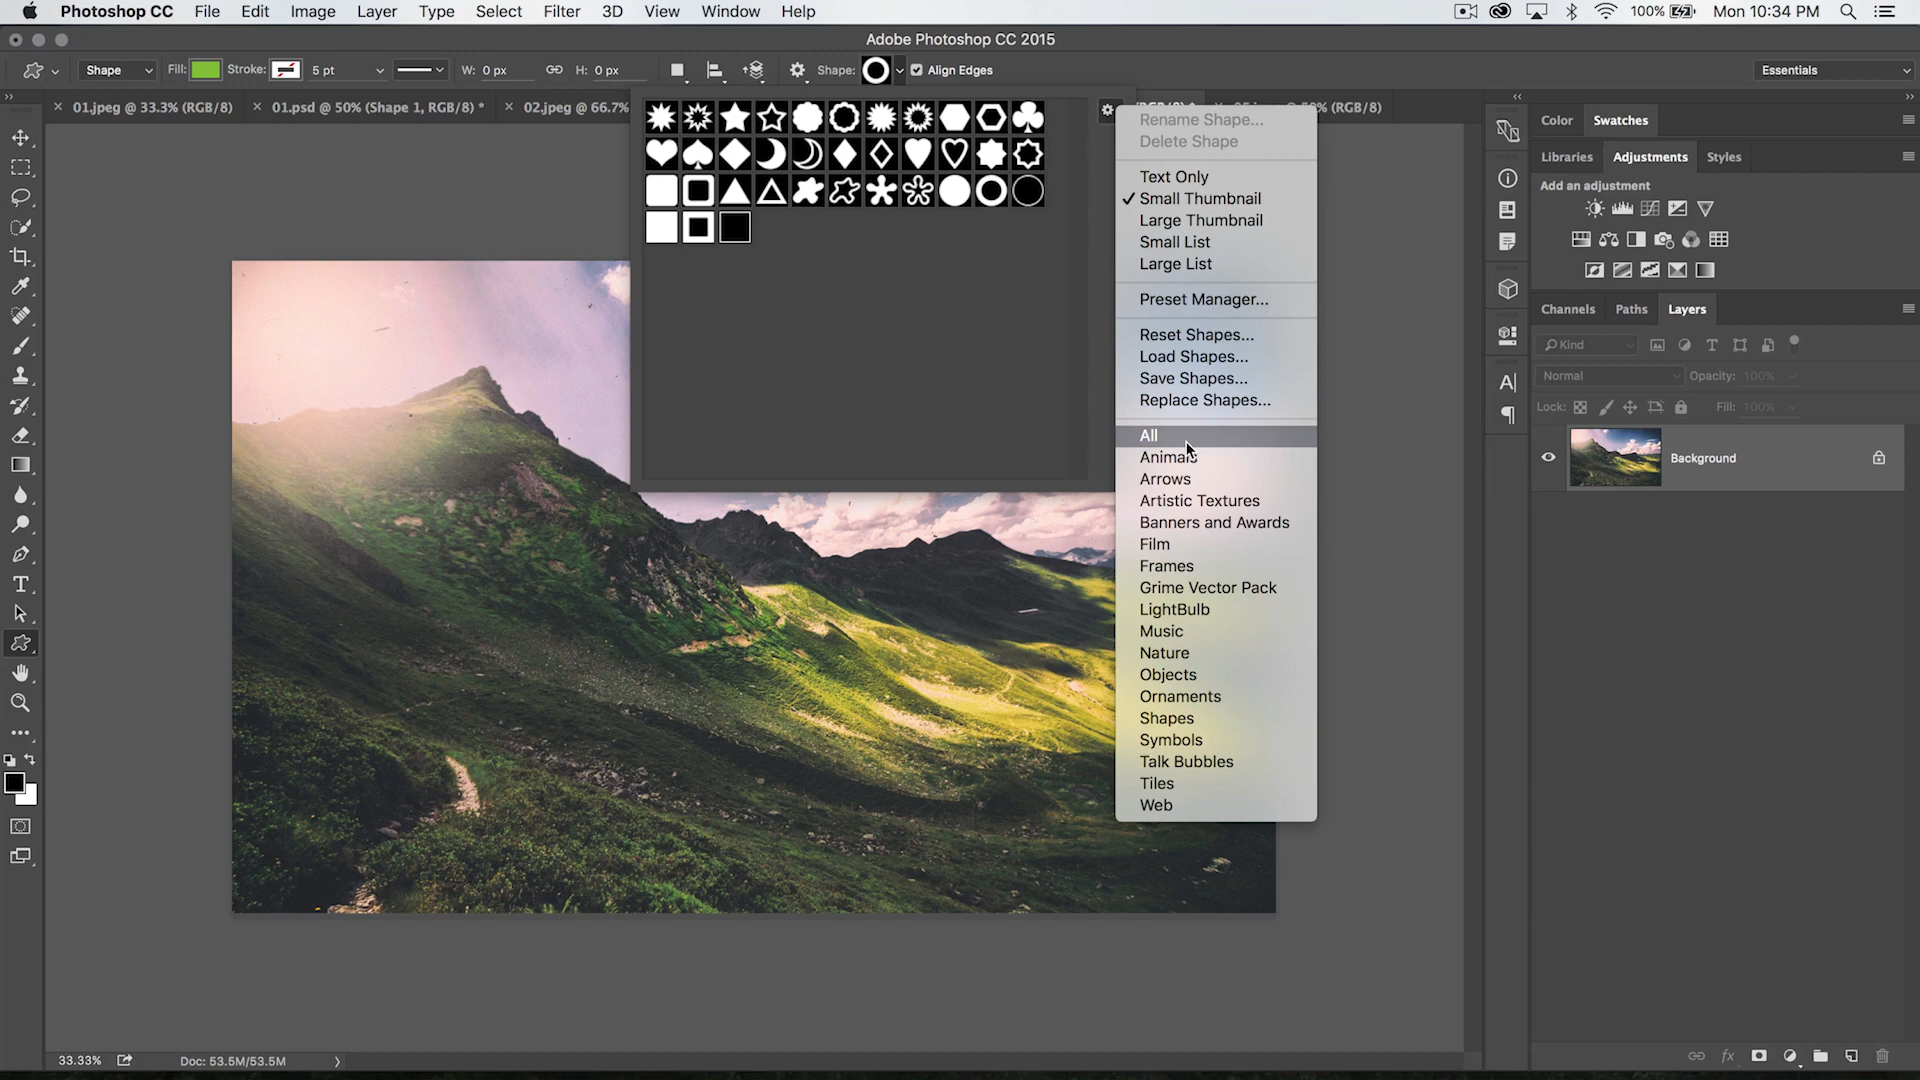 Photoshop CC File Edit Image Layer Type Select Filter 3D View Window Help 100% Mon 10:34 PM
Adobe Photoshop CC 2015
Shape Fill: Stroke: 5 pt W: 0 px H: 0 px Shape: Align Edges Essentials
01.jpeg @ 33.3% (RGB/8) 01.psd @ 50% (Shape 1, RGB/8) * 02.jpeg @ 66.7%
Rename Shape...
Delete Shape
Text Only
Small Thumbnail
Large Thumbnail
Small List
Large List
Preset Manager...
Reset Shapes...
Load Shapes...
Save Shapes...
Replace Shapes...
All
Animals
Arrows
Artistic Textures
Banners and Awards
Film
Frames
Grime Vector Pack
LightBulb
Music
Nature
Objects
Ornaments
Shapes
Symbols
Talk Bubbles
Tiles
Web
Color Swatches
Libraries Adjustments Styles
Add an adjustment
Channels Paths Layers
Kind
Normal Opacity: 100%
Lock: Fill: 100%
Background
33.33% Doc: 53.5M/53.5M